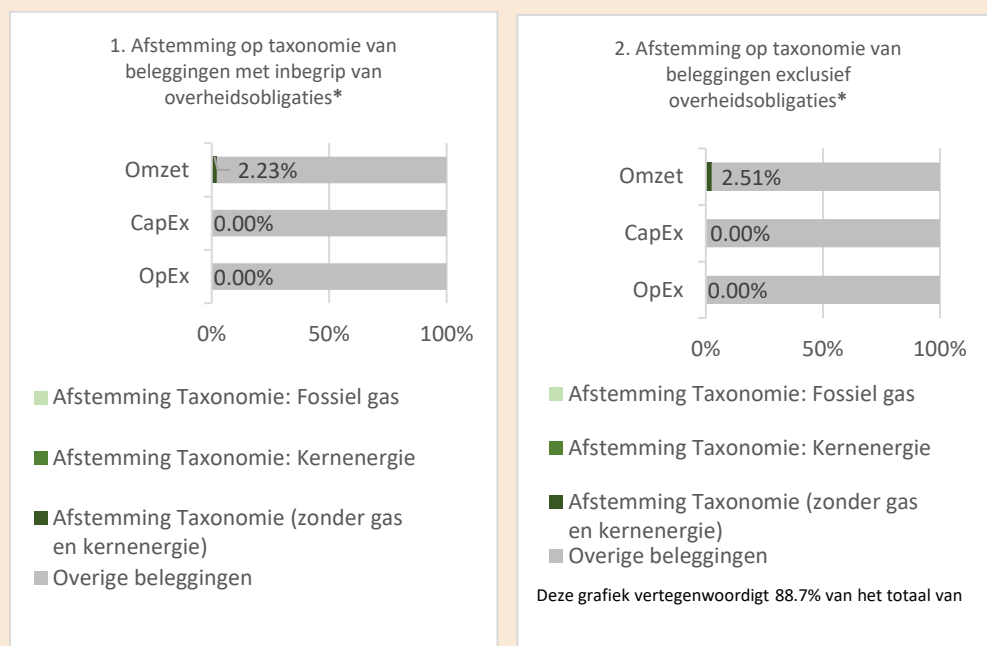 1. Afstemming op taxonomie van
beleggingen met inbegrip van
overheidsobligaties*
Omzet
2.23%
CapEx
0.00%
OpEx
0.00%
0%
50%
100%
Afstemming Taxonomie: Fossiel gas
Afstemming Taxonomie: Kernenergie
Afstemming Taxonomie (zonder gas
en kernenergie)
Overige beleggingen
2. Afstemming op taxonomie van
beleggingen exclusief
overheidsobligaties*
Omzet
2.51%
CapEx
0.00%
OpEx
0.00%
0%
50%
100%
Afstemming Taxonomie: Fossiel gas
Afstemming Taxonomie: Kernenergie
Afstemming Taxonomie (zonder gas
en kernenergie)
Overige beleggingen
Deze grafiek vertegenwoordigt 88.7% van het totaal van